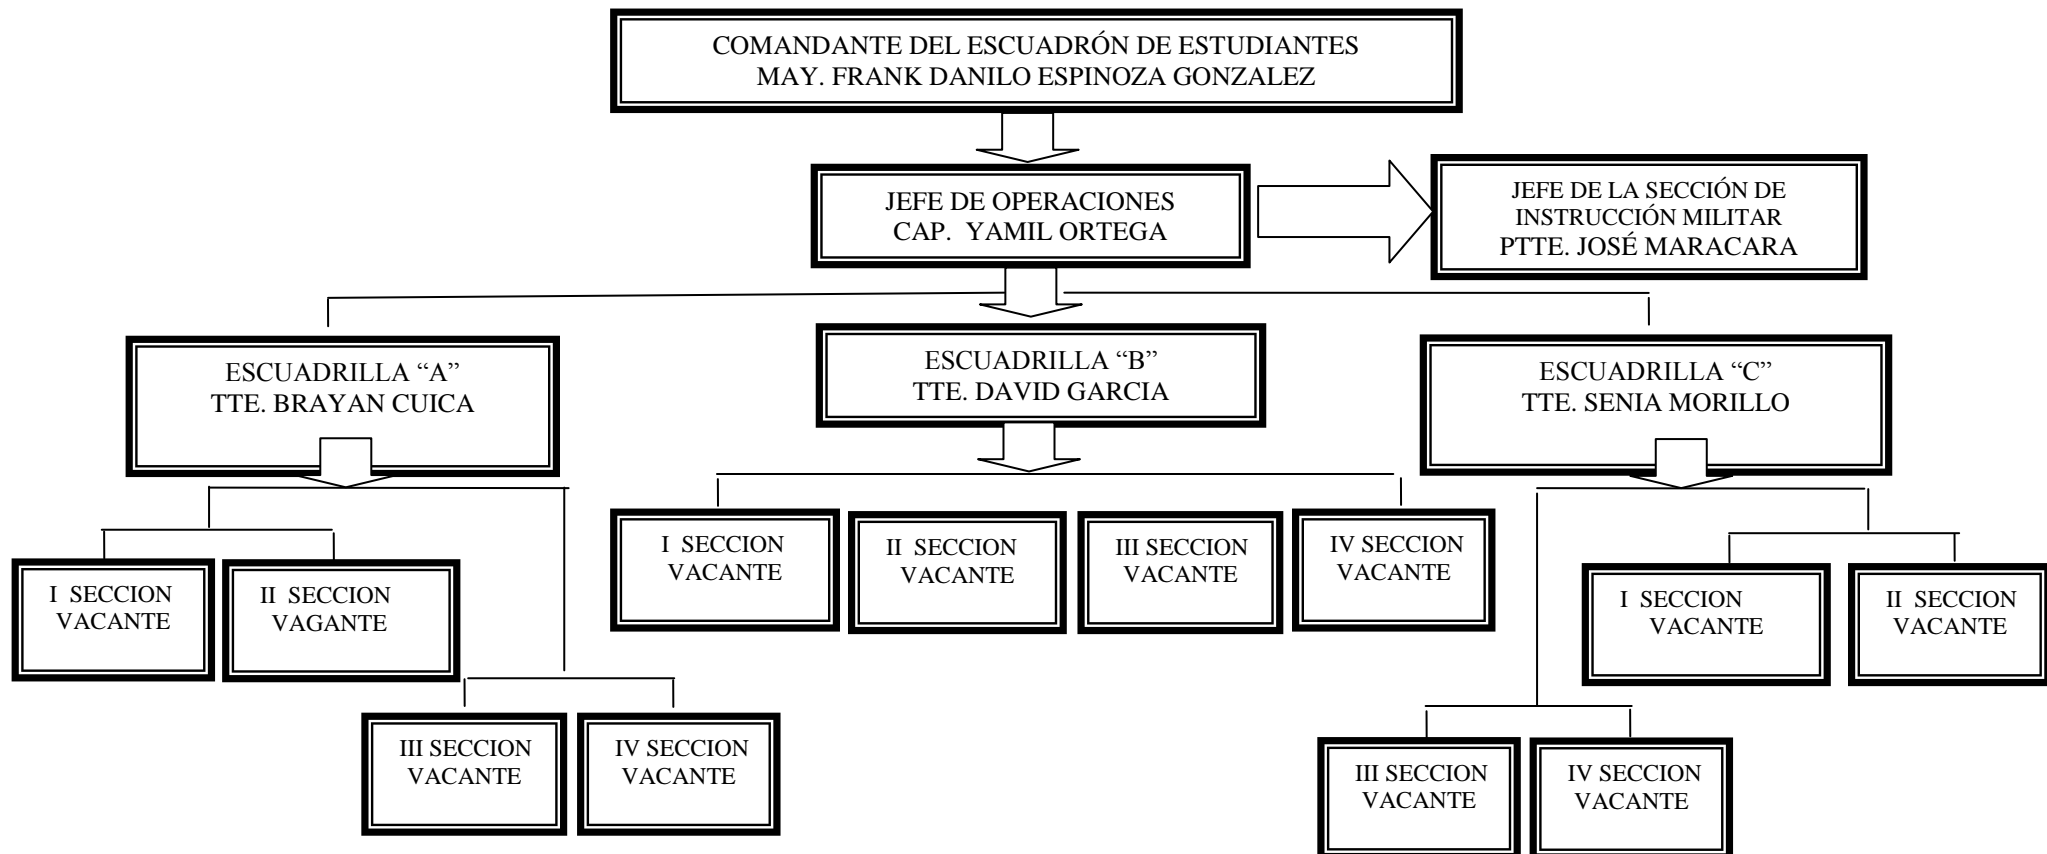 COMANDANTE DEL ESCUADRÓN DE ESTUDIANTES
MAY. FRANK DANILO ESPINOZA GONZALEZ
JEFE DE OPERACIONES
CAP. YAMIL ORTEGA
JEFE DE LA SECCIÓN DE
INSTRUCCIÓN MILITAR
PTTE. JOSÉ MARACARA
ESCUADRILLA “A”
TTE. BRAYAN CUICA
ESCUADRILLA “B”
TTE. DAVID GARCIA
ESCUADRILLA “C”
TTE. SENIA MORILLO
I SECCION
VACANTE
II SECCION
VAGANTE
III SECCION
VACANTE
IV SECCION
VACANTE
I SECCION
VACANTE
II SECCION
VACANTE
III SECCION
VACANTE
IV SECCION
VACANTE
I SECCION
VACANTE
II SECCION
VACANTE
III SECCION
VACANTE
IV SECCION
VACANTE